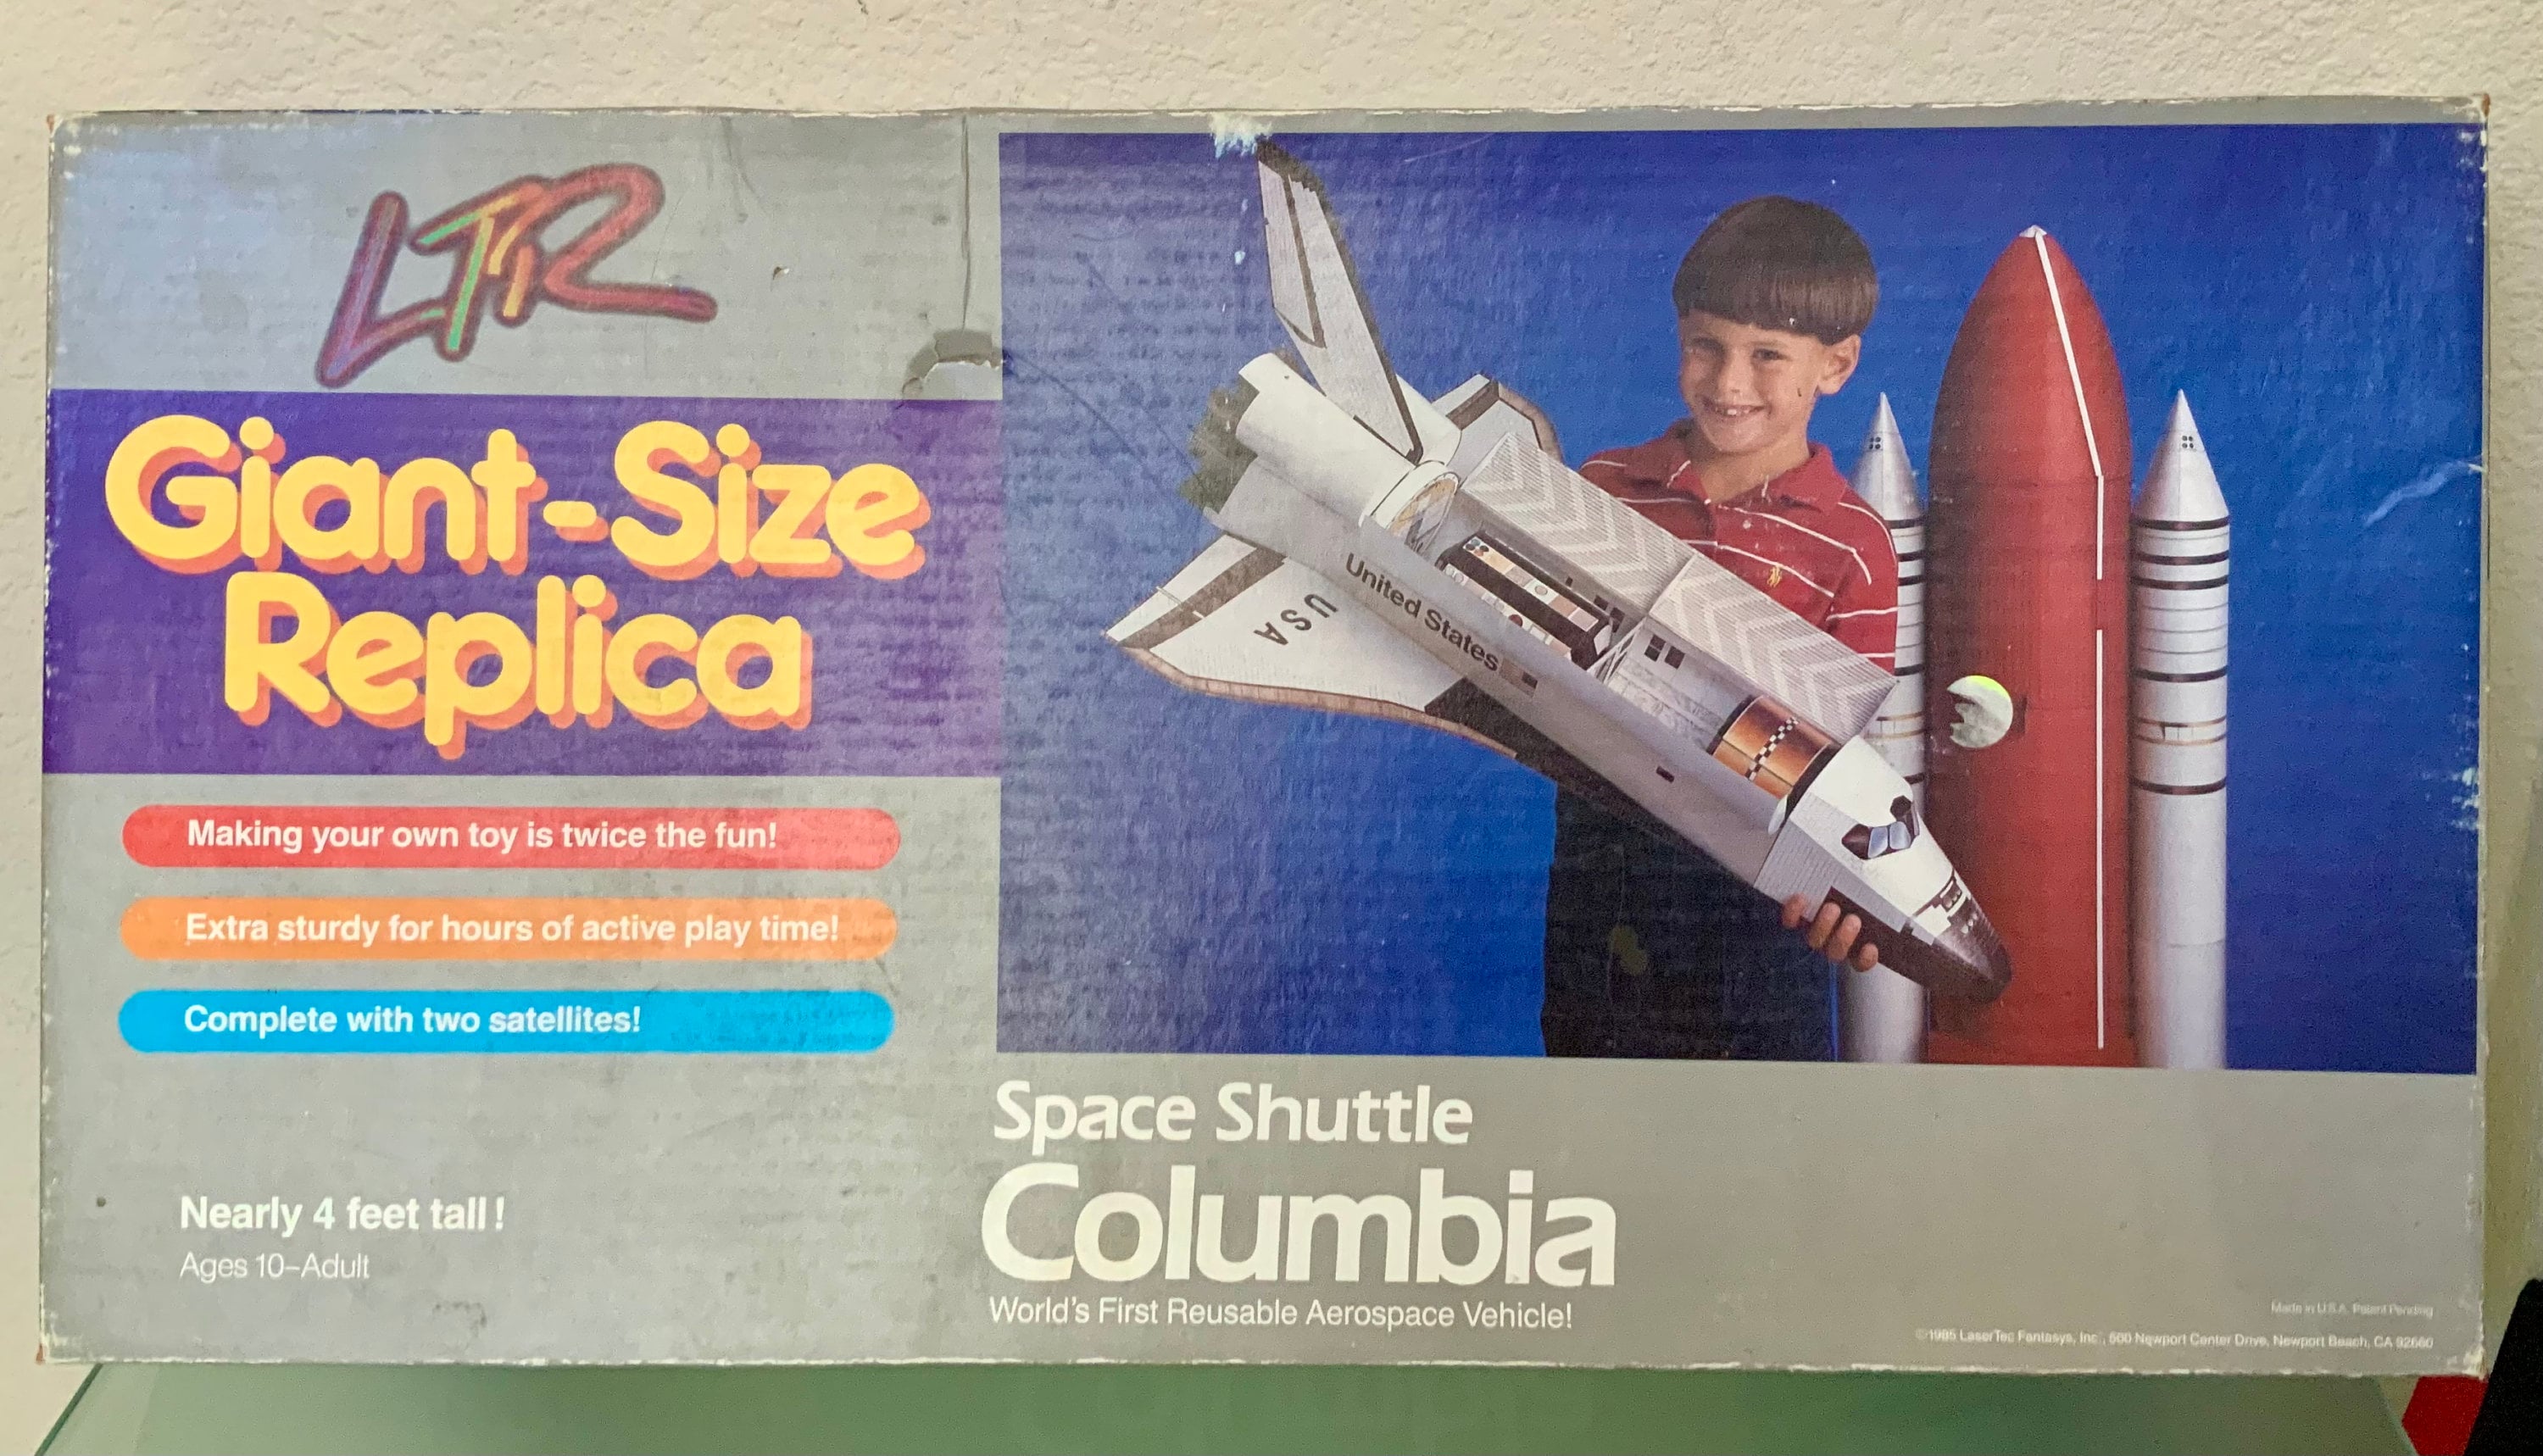 LTR
Giant-Size
Replica
Making your own toy is twice the fun!
Extra sturdy for hours of active play time!
Complete with two satellites!
Nearly 4 feet tall!
Ages 10–Adult
United States
USA
Space Shuttle
Columbia
World's First Reusable Aerospace Vehicle!
Made in U.S.A. Patent Pending
©1985 LaserTec Fantasys, Inc., 500 Newport Center Drive, Newport Beach, CA 92660